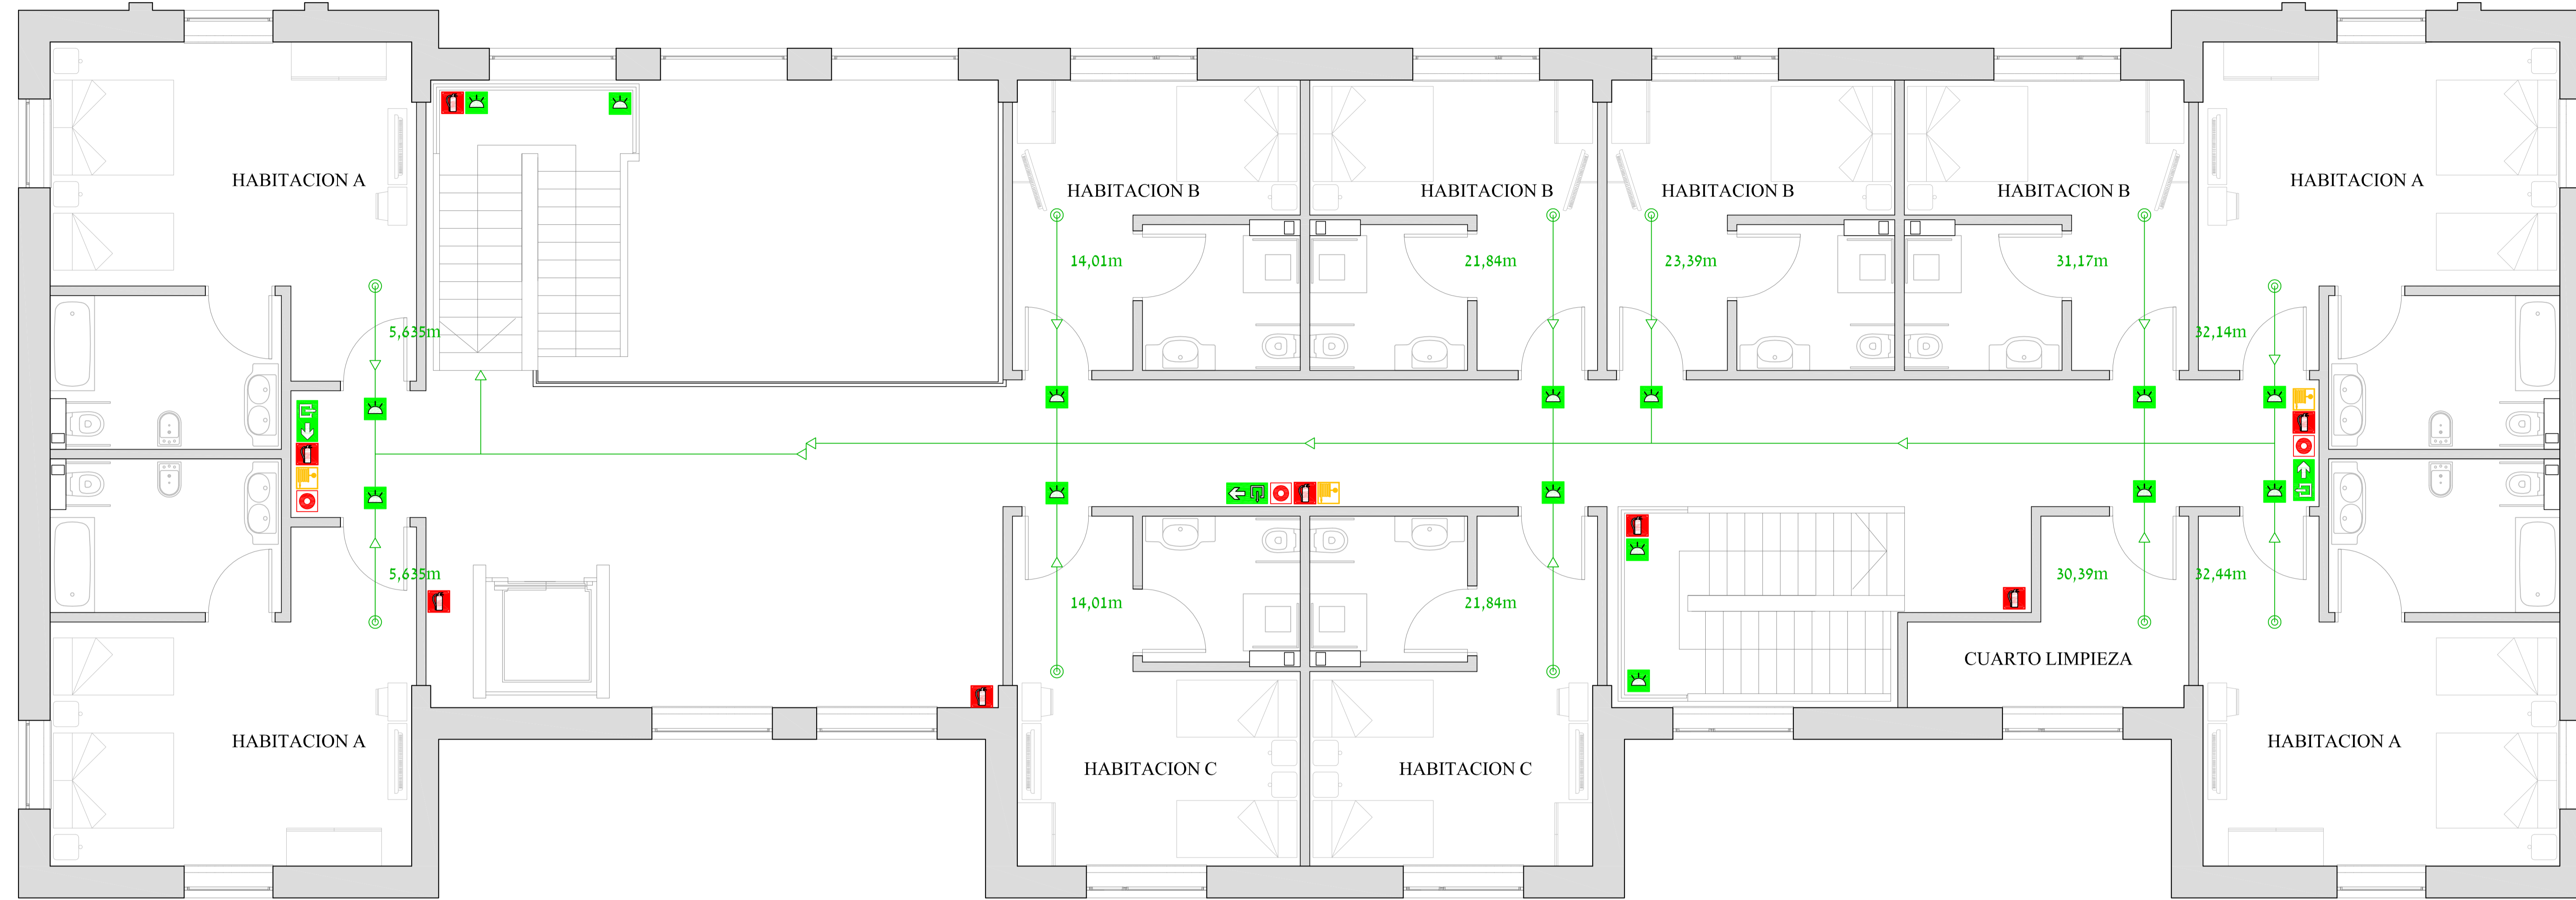 HABITACION A
HABITACION A
HABITACION B
HABITACION B
HABITACION B
HABITACION B
14,01m
21,84m
23,39m
31,17m
5,635m
32,14m
5,635m
14,01m
21,84m
30,39m
32,44m
CUARTO LIMPIEZA
HABITACION A
HABITACION C
HABITACION C
HABITACION A